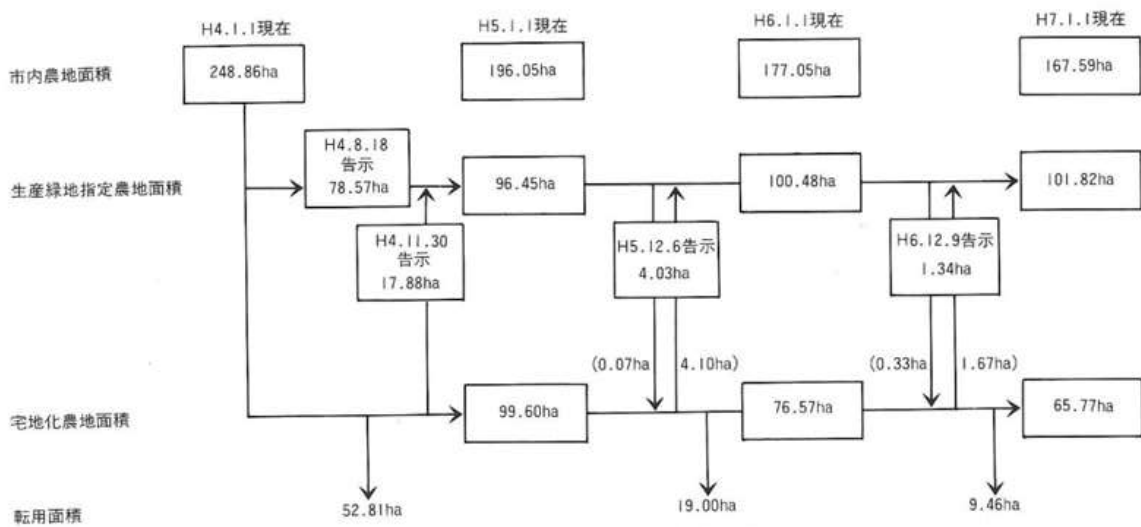 H4.1.1現在 H5.1.1現在 H6.1.1現在 H7.1.1現在
市内農地面積 248.86ha 196.05ha 177.05ha 167.59ha
H4.8.18
告示
78.57ha
生産緑地指定農地面積 96.45ha 100.48ha 101.82ha
H4.11.30
告示
17.88ha
H5.12.6告示
4.03ha
H6.12.9告示
1.34ha
(0.07ha 4.10ha) (0.33ha 1.67ha)
宅地化農地面積 99.60ha 76.57ha 65.77ha
転用面積 52.81ha 19.00ha 9.46ha